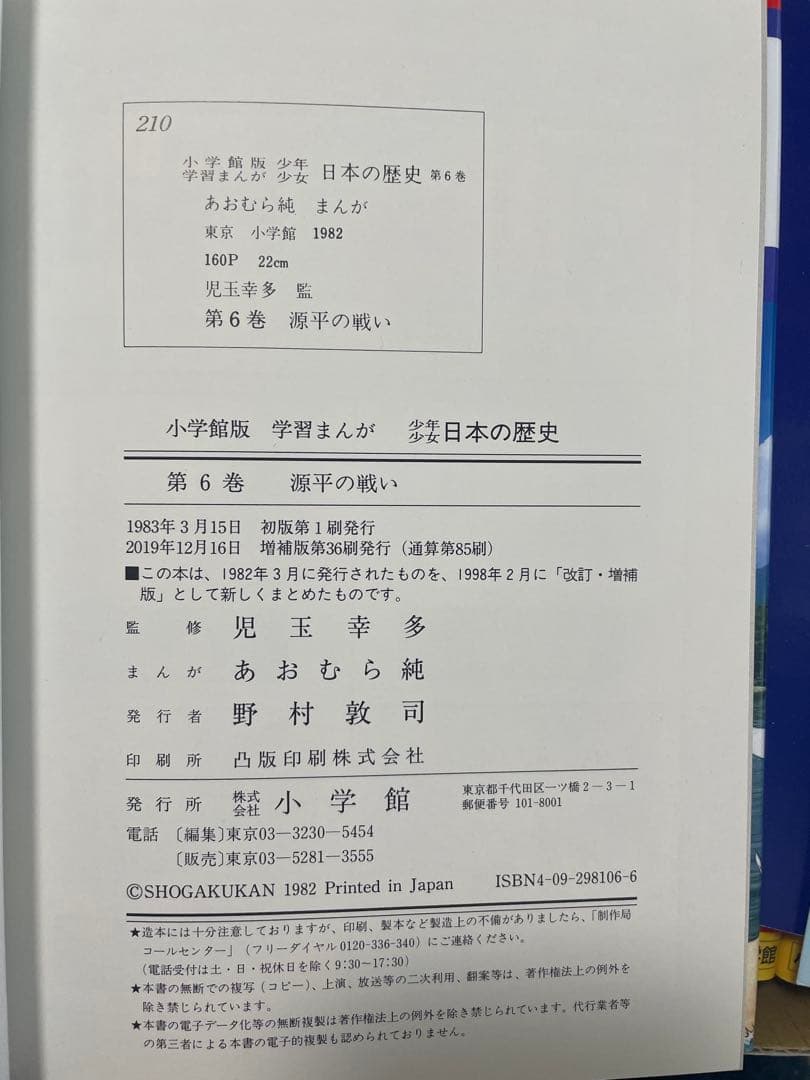 210
小学館版 少年
学習まんが 少女 日本の歴史 第6巻
あおむら純 まんが
東京 小学館 1982
160P 22cm
児玉幸多 監
第6巻 源平の戦い
小学館版 学習まんが 少年少女日本の歴史
第6巻 源平の戦い
1983年3月15日 初版第1刷発行
2019年12月16日 増補版第36刷発行(通算第85刷)
■この本は、1982年3月に発行されたものを、1998年2月に「改訂・増補
版」として新しくまとめたものです。
監修 児玉幸多
まんが あおむら純
発行者 野村敦司
印刷所 凸版印刷株式会社
発行所 株式会社 小学館
東京都千代田区一ツ橋2-3-1
郵便番号 101-8001
電話 〔編集〕東京03-3230-5454
〔販売〕東京03-5281-3555
©SHOGAKUKAN 1982 Printed in Japan ISBN4-09-298106-6
★造本には十分注意しておりますが、印刷、製本など製造上の不備がありましたら、「制作局
コールセンター」(フリーダイヤル0120-336-340)にご連絡ください。
(電話受付は土・日・祝休日を除く9:30~17:30)
★本書の無断での複写(コピー)、上演、放送等の二次利用、翻案等は、著作権法上の例外を
除き禁じられています。
★本書の電子データ化等の無断複製は著作権法上の例外を除き禁じられています。代行業者等
の第三者による本書の電子的複製も認められておりません。
学館